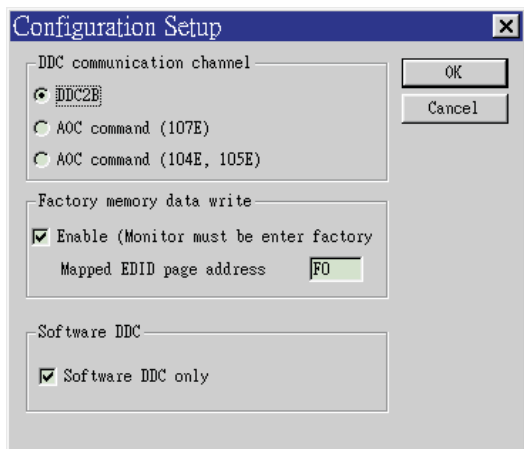 Configuration Setup
DDC communication channel
OK
DDC2B
Cancel
AOC command (107E)
AOC command (104E, 105E)
Factory memory data write
Enable (Monitor must be enter factory
Mapped EDID page address F0
Software DDC
Software DDC only